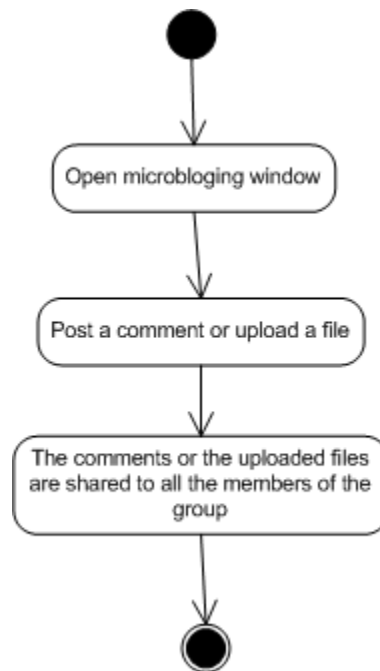 Open microbloging window
Post a comment or upload a file
The comments or the uploaded files
are shared to all the members of the
group